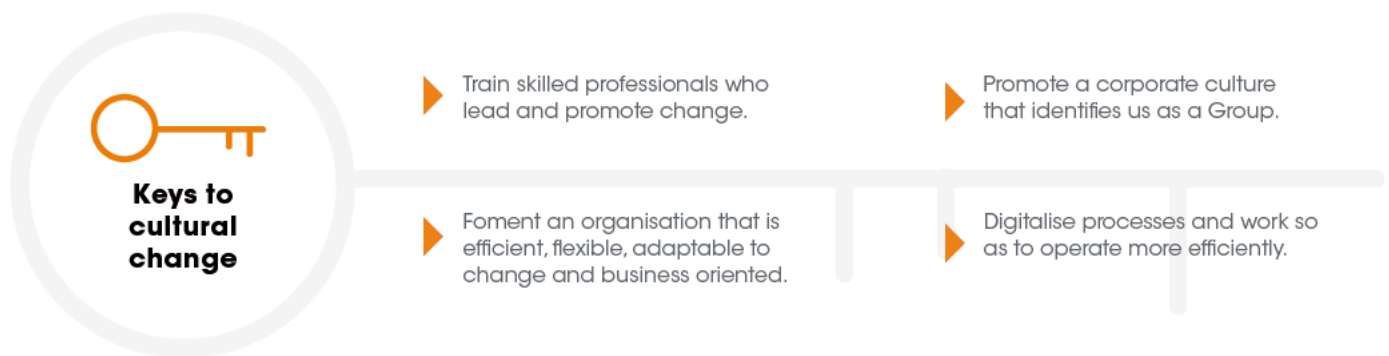 Keys to
cultural
change
Train skilled professionals who
lead and promote change.
Foment an organisation that is
efficient, flexible, adaptable to
change and business oriented.
Promote a corporate culture
that identifies us as a Group.
Digitalise processes and work so
as to operate more efficiently.